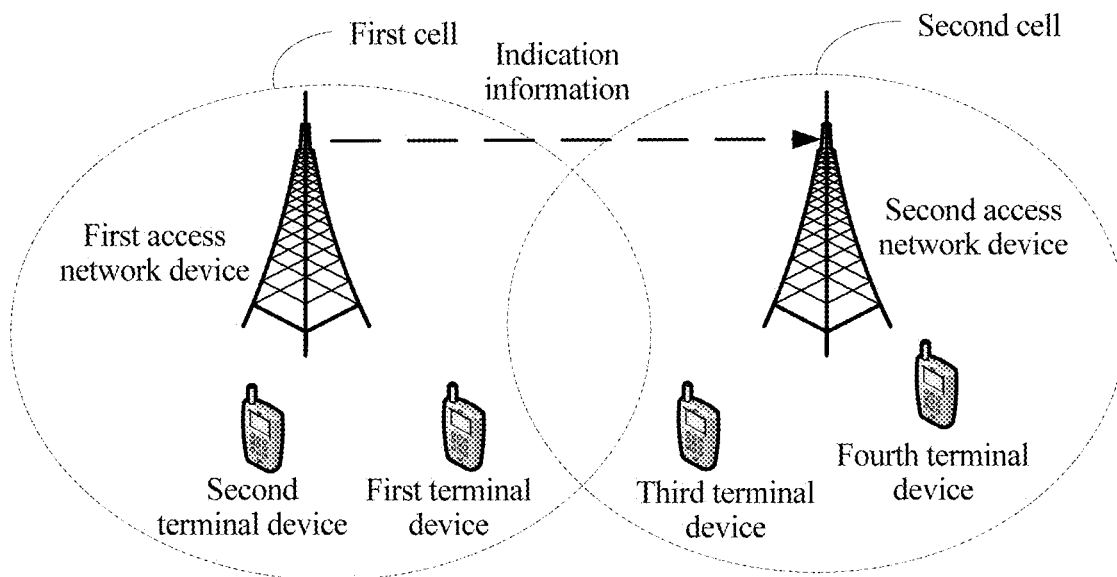 First cell
Second cell
Indication
information
First access
network device
Second access
network device
Second
terminal device
First terminal
device
Third terminal
device
Fourth terminal
device